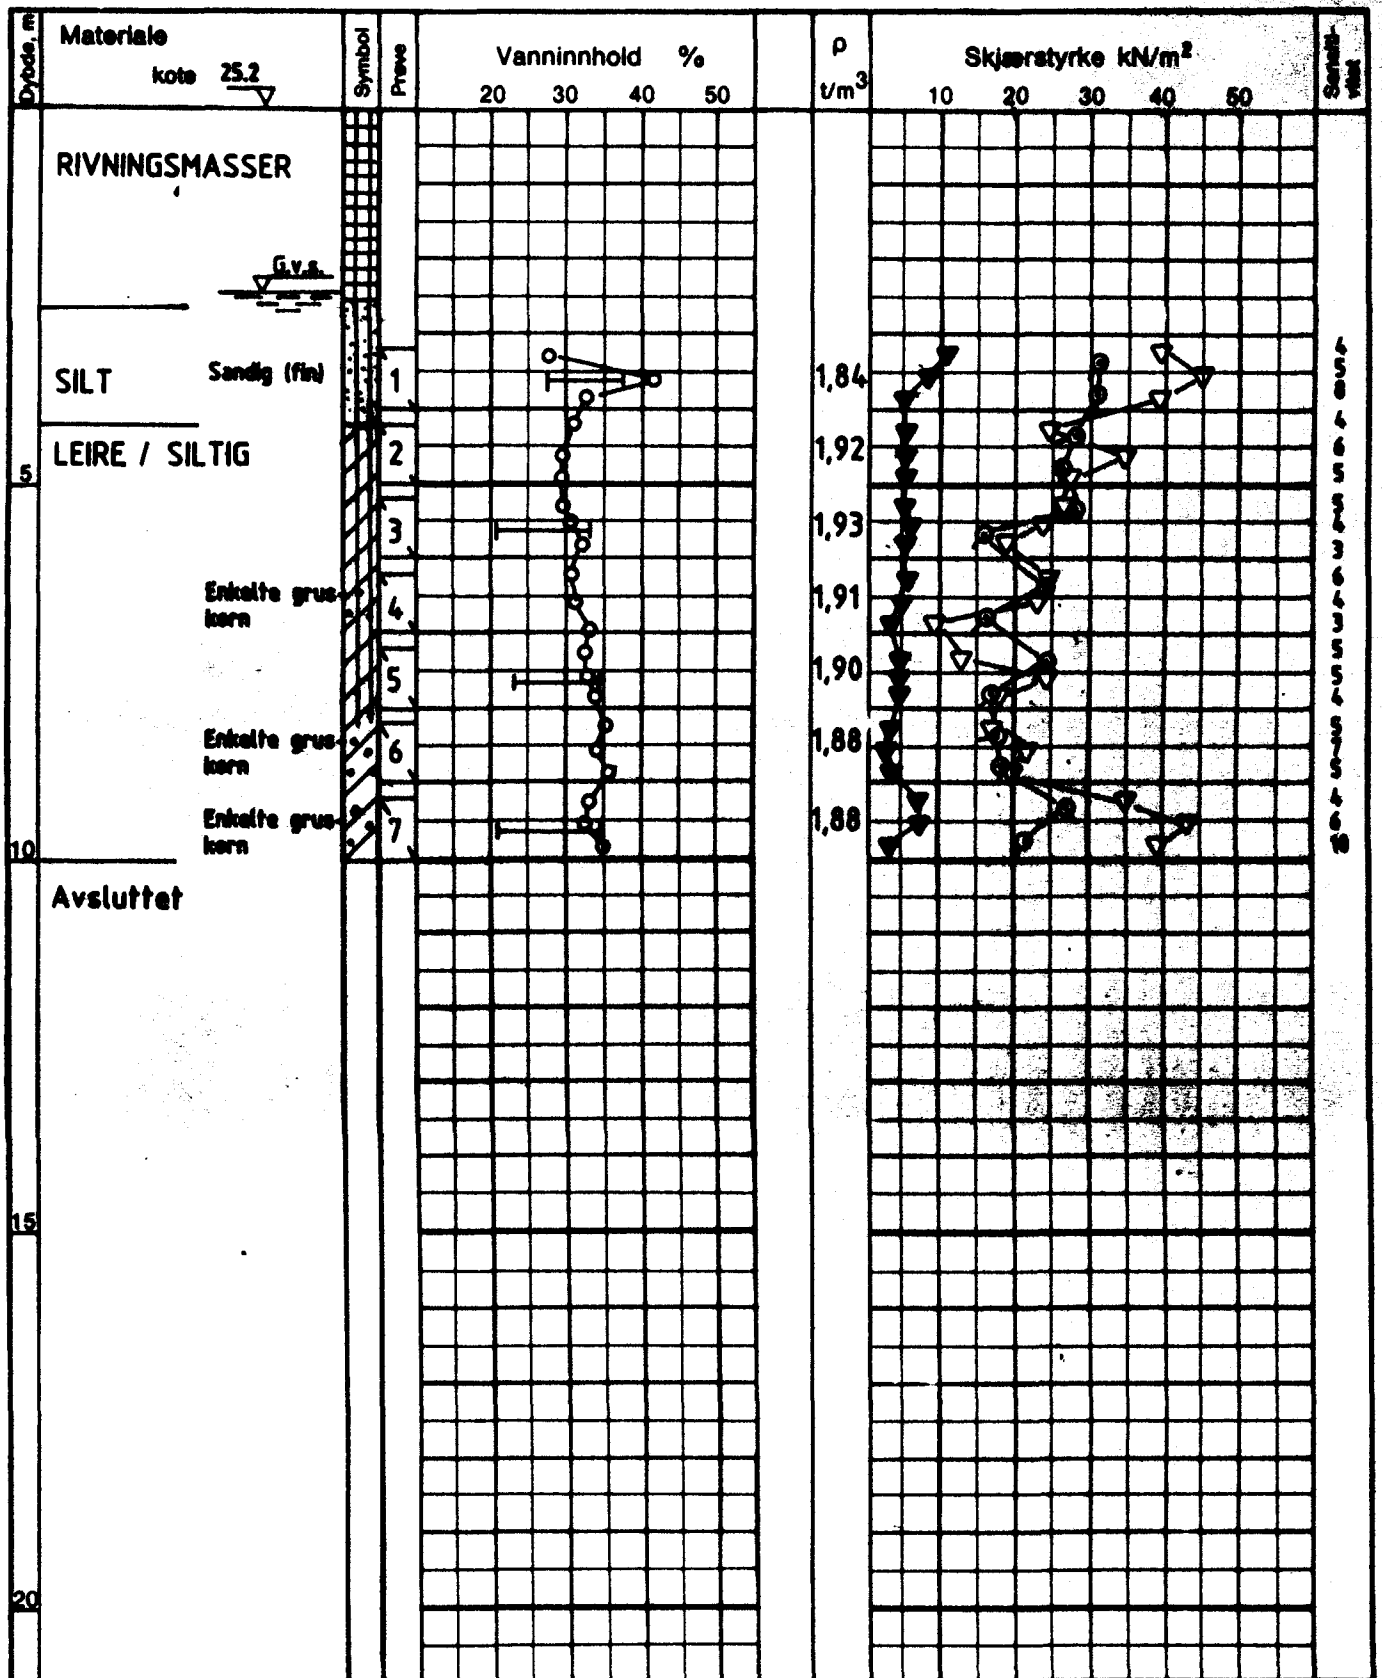 Dybde, m
Materiale
kote 25.2
Symbol
Prøve
Vanninnhold %
20 30 40 50
ρ
t/m³
Skjærstyrke kN/m²
10 20 30 40 50
Sensiti-
vitet
RIVNINGSMASSER
G.v.s.
SILT
Sandig (fin)
1
1,84
4
5
8
LEIRE / SILTIG
2
1,92
4
6
5
5
3
1,93
5
4
3
Enkelte grus
korn
4
1,91
6
4
3
5
1,90
5
5
4
Enkelte grus
korn
6
1,88
5
7
5
Enkelte grus
korn
7
1,88
4
6
10
10
Avsluttet
15
20